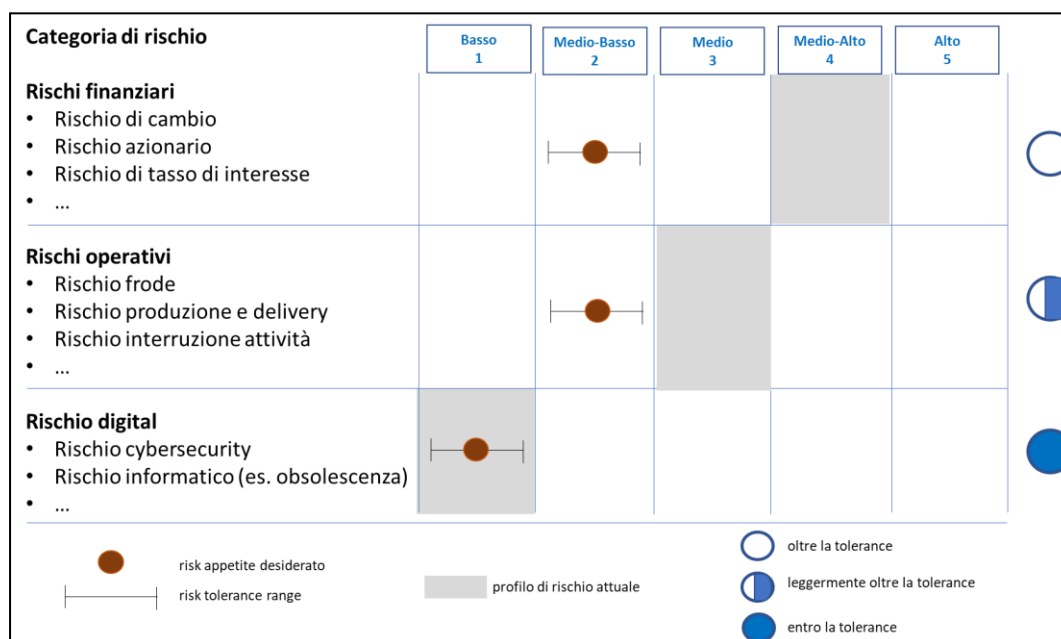 Categoria di rischio
Basso
1
Medio-Basso
2
Medio
3
Medio-Alto
4
Alto
5
Rischi finanziari
• Rischio di cambio
• Rischio azionario
• Rischio di tasso di interesse
• ...
Rischi operativi
• Rischio frode
• Rischio produzione e delivery
• Rischio interruzione attività
• ...
Rischio digital
• Rischio cybersecurity
• Rischio informatico (es. obsolescenza)
• ...
risk appetite desiderato
risk tolerance range
profilo di rischio attuale
oltre la tolerance
leggermente oltre la tolerance
entro la tolerance